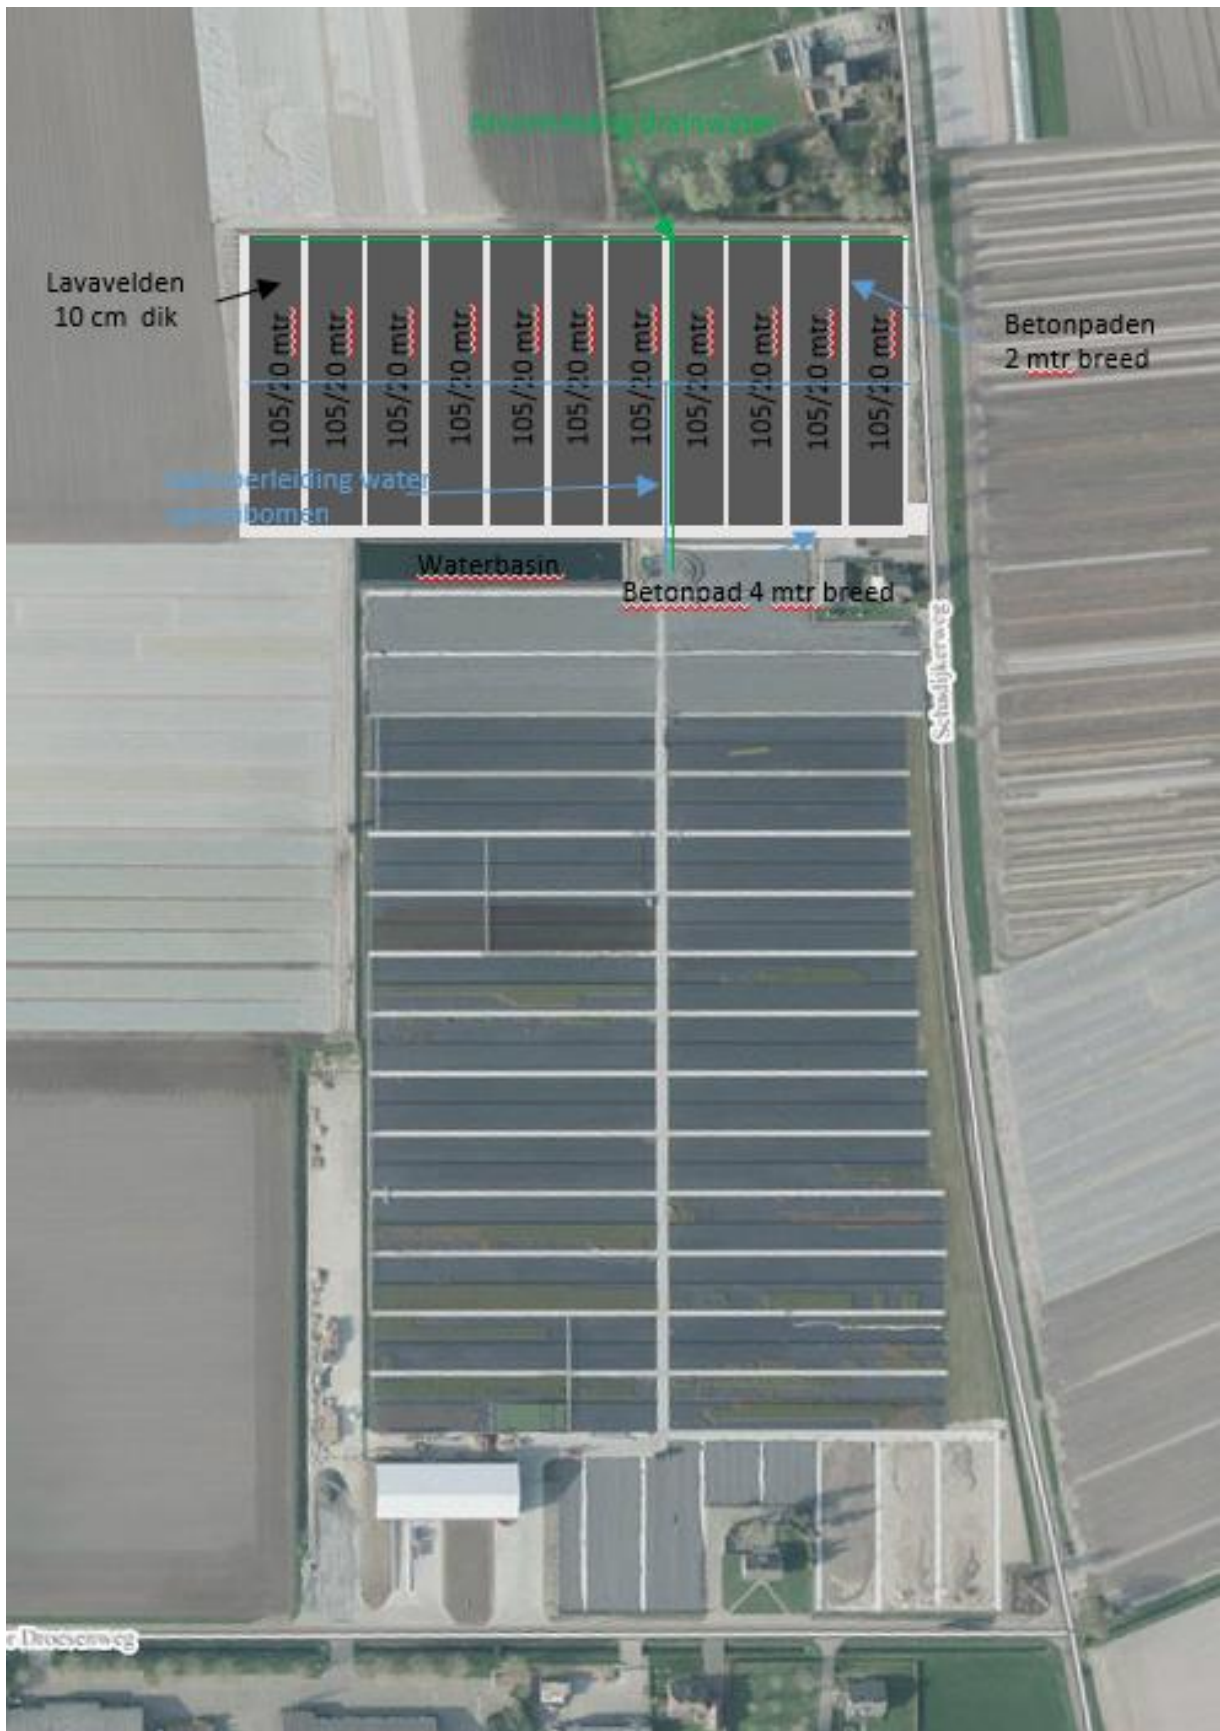 Drainwater
Lavavelden
10 cm dik
105/20 mtr.
105/20 mtr.
105/20 mtr.
105/20 mtr.
105/20 mtr.
105/20 mtr.
105/20 mtr.
105/20 mtr.
105/20 mtr.
105/20 mtr.
105/20 mtr.
Betonpaden
2 mtr breed
water
Waterbasin
Betonpad 4 mtr breed
Schadijkerweg
r Droesenweg